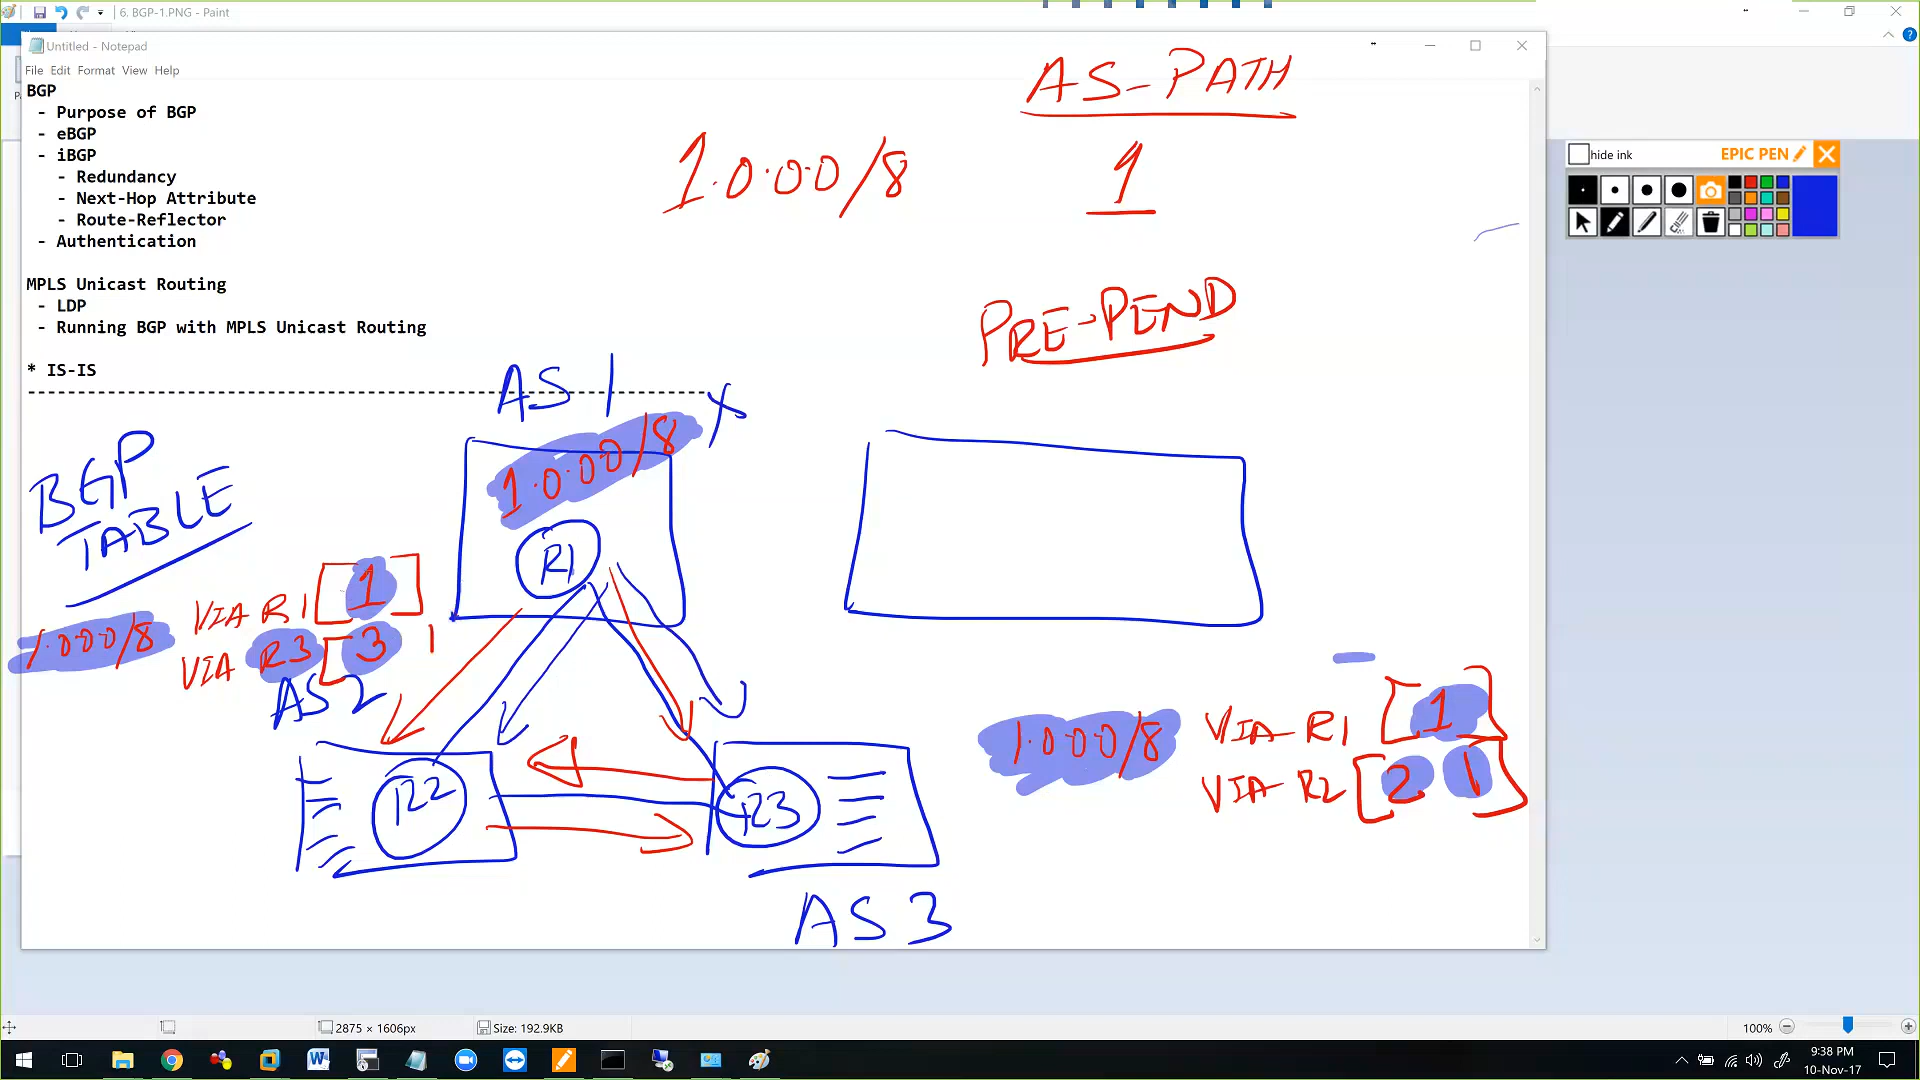 6. BGP-1.PNG - Paint
Untitled - Notepad
File Edit Format View Help
BGP
- Purpose of BGP
- eBGP
- iBGP
- Redundancy
- Next-Hop Attribute
- Route-Reflector
- Authentication
MPLS Unicast Routing
- LDP
- Running BGP with MPLS Unicast Routing
* IS-IS
AS-PATH
1.0.0.0/8 1
PRE-PEND
hide ink EPIC PEN
AS 1
X
1.0.0.0/8
R1
BGP
TABLE
VIA R1 [1]
1.0.0.0/8
VIA R3 [3 1
AS 2
R2
R3
AS 3
1.0.0.0/8 VIA R1 [1]
VIA R2 [2 1]
2875 × 1606px
Size: 192.9KB
100%
9:38 PM
10-Nov-17